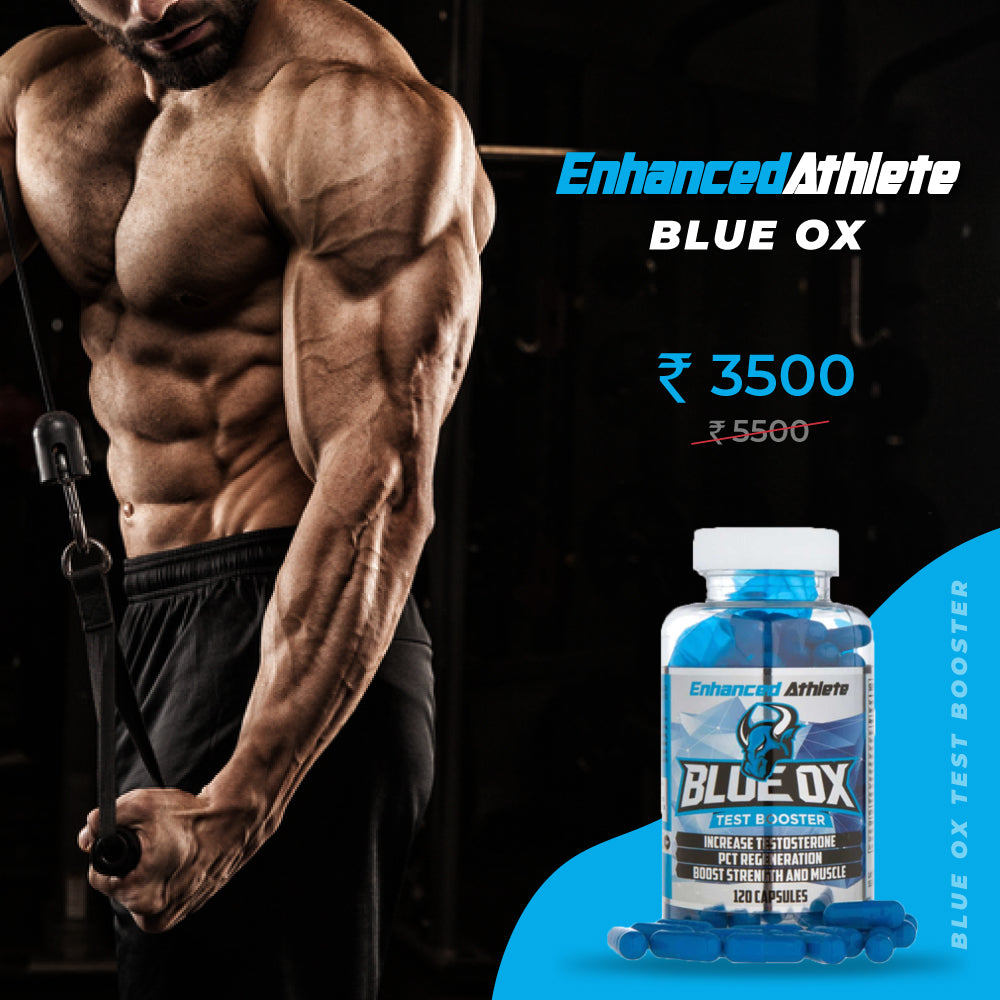 EnhancedAthlete
BLUE OX
₹ 3500
₹ 5500
Enhanced Athlete
BLUE OX
TEST BOOSTER
INCREASE TESTOSTERONE
PCT REGENERATION
BOOST STRENGTH AND MUSCLE
120 CAPSULES
BLUE OX TEST BOOSTER